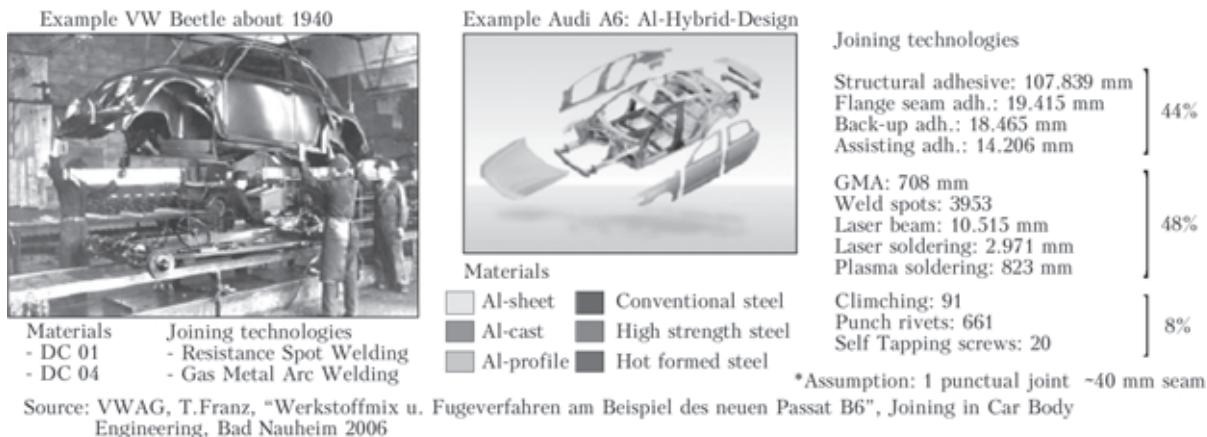 Example VW Beetle about 1940
Materials
- DC 01
- DC 04
Joining technologies
- Resistance Spot Welding
- Gas Metal Arc Welding
Example Audi A6: Al-Hybrid-Design
Materials
Al-sheet
Al-cast
Al-profile
Conventional steel
High strength steel
Hot formed steel
Joining technologies
Structural adhesive: 107.839 mm
Flange seam adh.: 19.415 mm
Back-up adh.: 18.465 mm
Assisting adh.: 14.206 mm
44%
GMA: 708 mm
Weld spots: 3953
Laser beam: 10.515 mm
Laser soldering: 2.971 mm
Plasma soldering: 823 mm
48%
Climching: 91
Punch rivets: 661
Self Tapping screws: 20
8%
*Assumption: 1 punctual joint ~40 mm seam
Source: VWAG, T.Franz, “Werkstoffmix u. Fugeverfahren am Beispiel des neuen Passat B6”, Joining in Car Body
Engineering, Bad Nauheim 2006